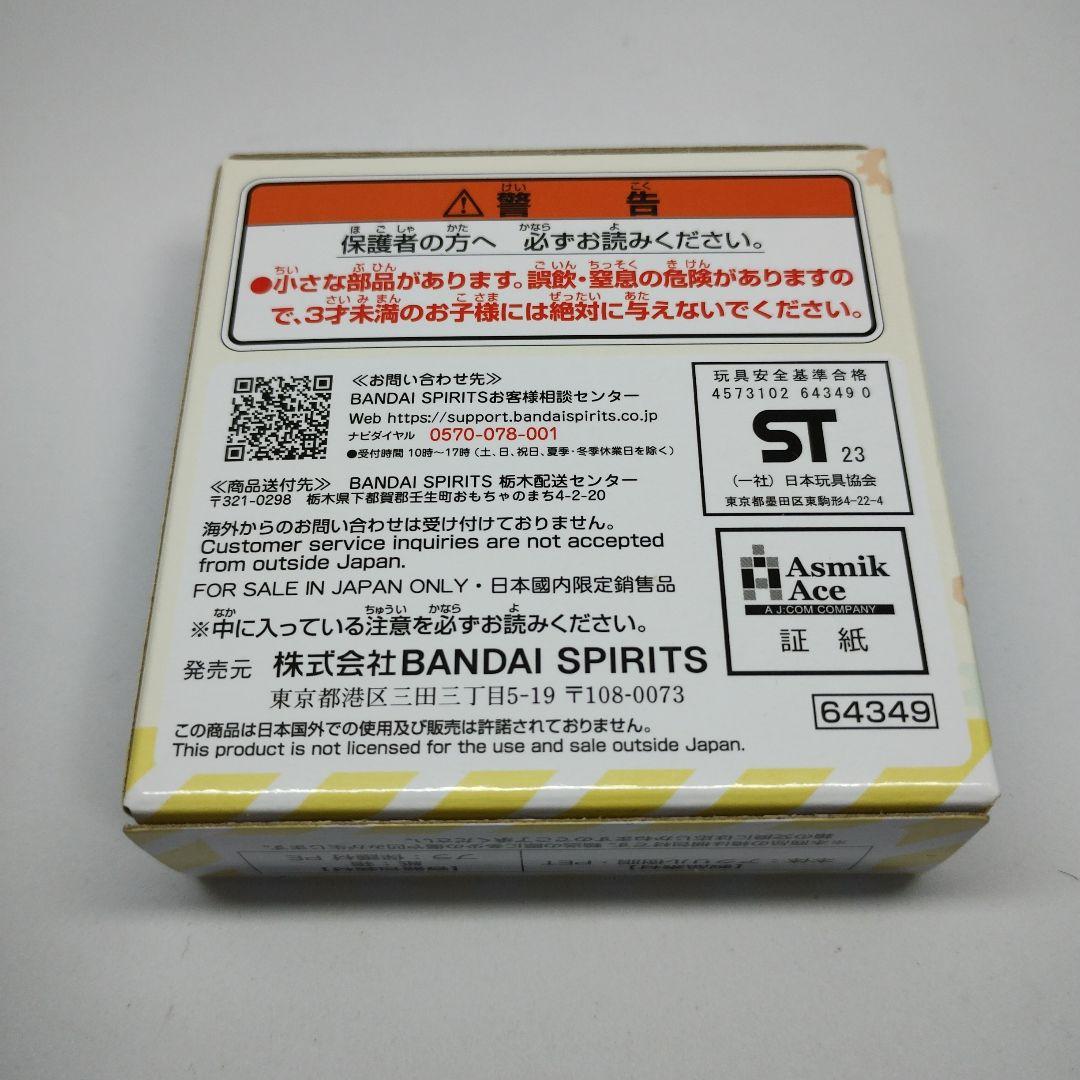 ⚠警告
けい こく
保護者の方へ 必ずお読みください。
ほごしゃ かた かなら よ
●小さな部品があります。誤飲・窒息の危険がありますの
ちい ぶひん ごいん ちっそく きけん
で、3才未満のお子様には絶対に与えないでください。
さいみまん こさま ぜったい あた
≪お問い合わせ先≫
BANDAI SPIRITSお客様相談センター
Web https://support.bandaispirits.co.jp
ナビダイヤル 0570-078-001
●受付時間 10時〜17時 (土、日、祝日、夏季・冬季休業日を除く)
≪商品送付先≫ BANDAI SPIRITS 栃木配送センター
〒321-0298 栃木県下都賀郡壬生町おもちゃのまち4-2-20
海外からのお問い合わせは受け付けておりません。
Customer service inquiries are not accepted
from outside Japan.
FOR SALE IN JAPAN ONLY・日本國内限定銷售品
※中に入っている注意を必ずお読みください。
なか ちゅうい かなら よ
発売元 株式会社BANDAI SPIRITS
東京都港区三田三丁目5-19 〒108-0073
この商品は日本国外での使用及び販売は許諾されておりません。
This product is not licensed for the use and sale outside Japan.
玩具安全基準合格
4573102 64349 0
ST 23
(一社) 日本玩具協会
東京都墨田区東駒形4-22-4
Asmik
Ace
A J:COM COMPANY
証紙
64349